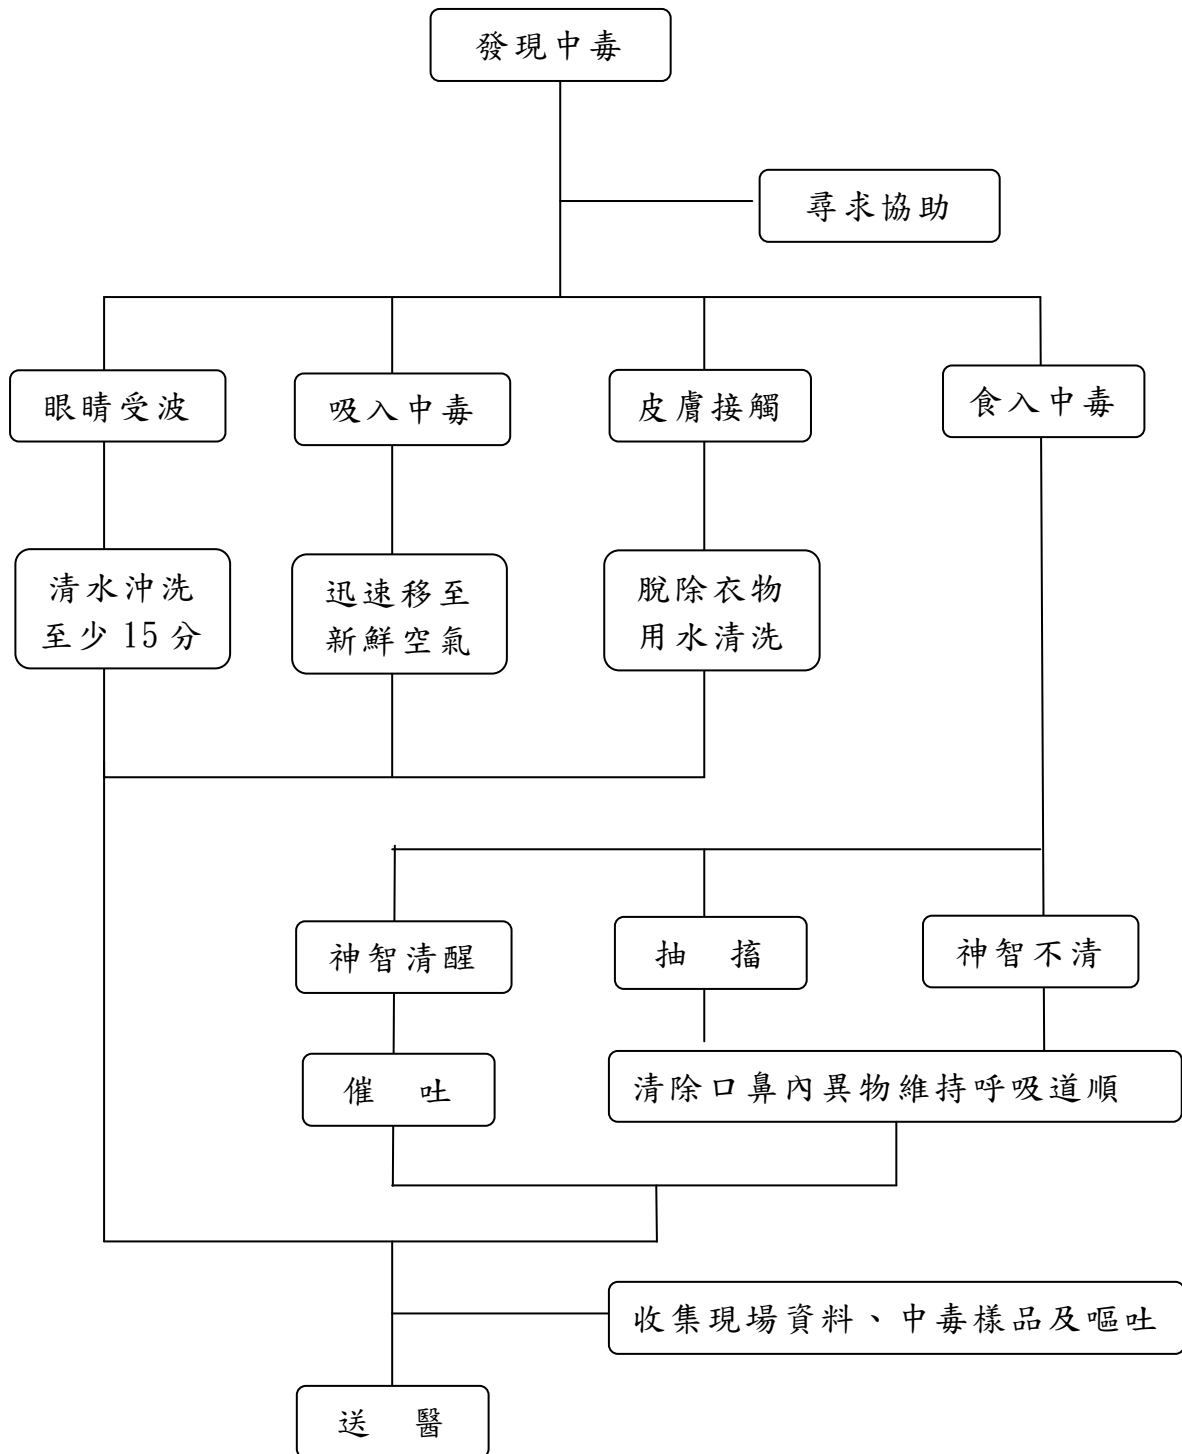 發現中毒
尋求協助
眼睛受波
吸入中毒
皮膚接觸
食入中毒
清水沖洗
至少 15 分
迅速移至
新鮮空氣
脫除衣物
用水清洗
神智清醒
抽 搐
神智不清
催 吐
清除口鼻內異物維持呼吸道順
收集現場資料、中毒樣品及嘔吐
送 醫